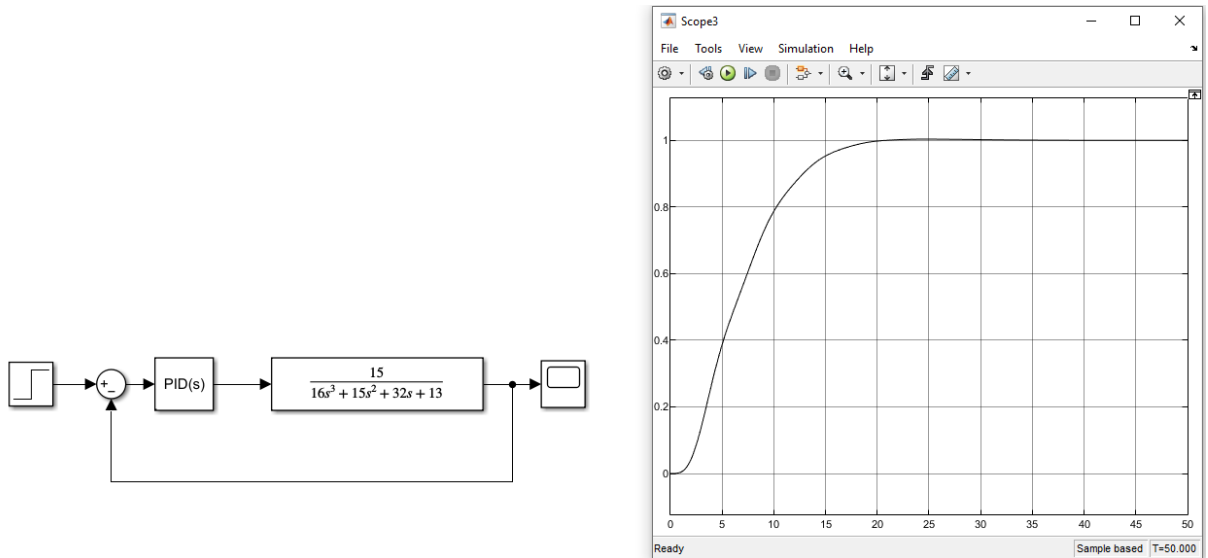 PID(s)
15
16s³ + 15s² + 32s + 13
Scope3
File Tools View Simulation Help
1
0.8
0.6
0.4
0.2
0
0 5 10 15 20 25 30 35 40 45 50
Ready Sample based T=50.000